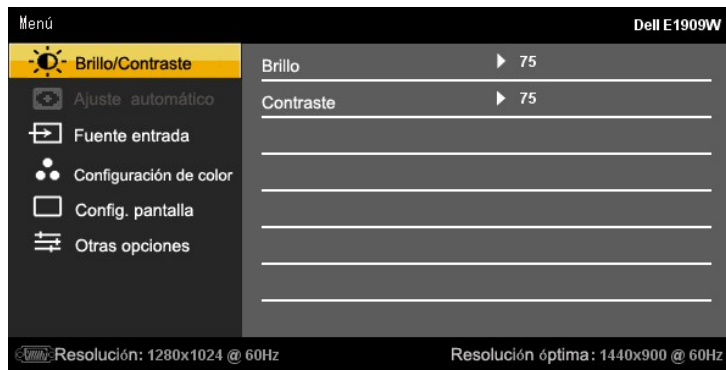 Menú
Dell E1909W
Brillo/Contraste
Ajuste automático
Fuente entrada
Configuración de color
Config. pantalla
Otras opciones
Brillo 75
Contraste 75
Resolución: 1280x1024 @ 60Hz
Resolución óptima: 1440x900 @ 60Hz